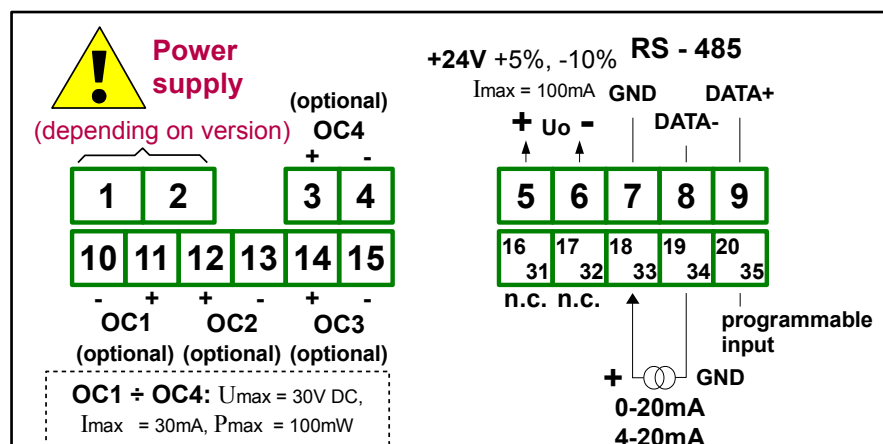 Power
supply
(depending on version)
(optional)
OC4
+ -
1 2 3 4
10 11 12 13 14 15
- + + - + -
OC1 OC2 OC3
(optional) (optional) (optional)
OC1 ÷ OC4: Umax = 30V DC,
Imax = 30mA, Pmax = 100mW
+24V +5%, -10% RS - 485
Imax = 100mA GND DATA+
+ Uo - DATA-
5 6 7 8 9
16 17 18 19 20
31 32 33 34 35
n.c. n.c.
programmable
input
+ GND
0-20mA
4-20mA